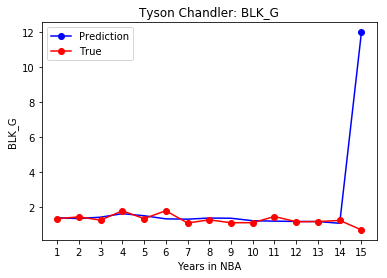 Tyson Chandler: BLK_G
Prediction
True
12
10
8
6
4
2
BLK_G
1 2 3 4 5 6 7 8 9 10 11 12 13 14 15
Years in NBA